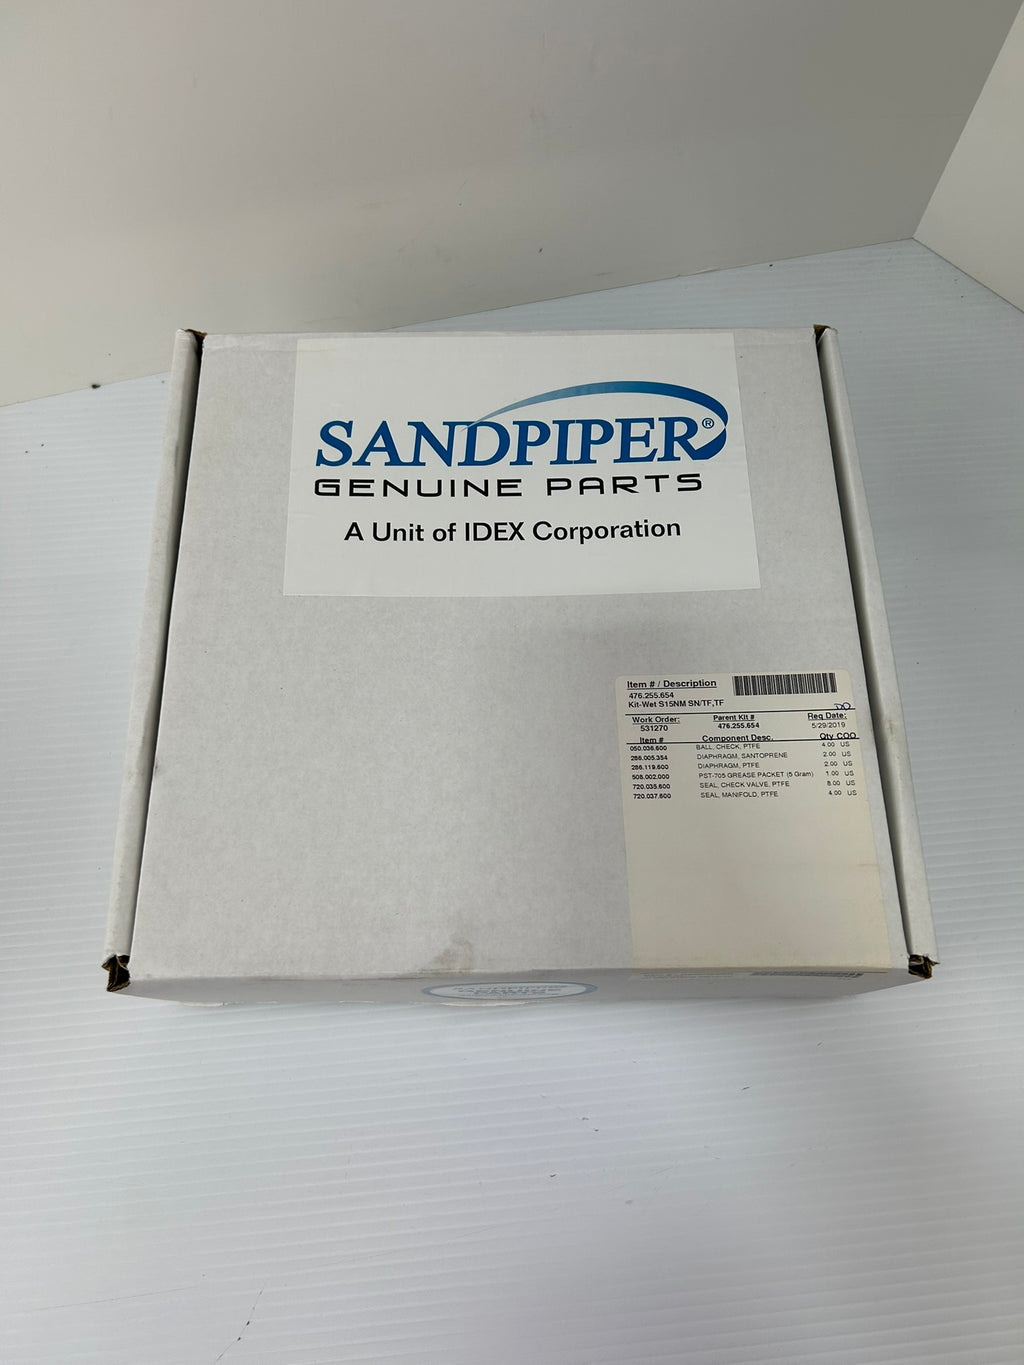 SANDPIPER®
GENUINE PARTS
A Unit of IDEX Corporation
Item # / Description
476.255.654
Kit-Wet S15NM SN/TF,TF
Work Order: Parent Kit # Req Date:
531270 476.255.654 5/29/2019
Item # Component Desc. Qty COO
050.036.600 BALL, CHECK, PTFE 4.00 US
286.005.354 DIAPHRAGM, SANTOPRENE 2.00 US
286.119.600 DIAPHRAGM, PTFE 2.00 US
508.002.000 PST-705 GREASE PACKET (5 Gram) 1.00 US
720.035.600 SEAL, CHECK VALVE, PTFE 8.00 US
720.037.600 SEAL, MANIFOLD, PTFE 4.00 US
SANDPIPER
GENUINE
PARTS